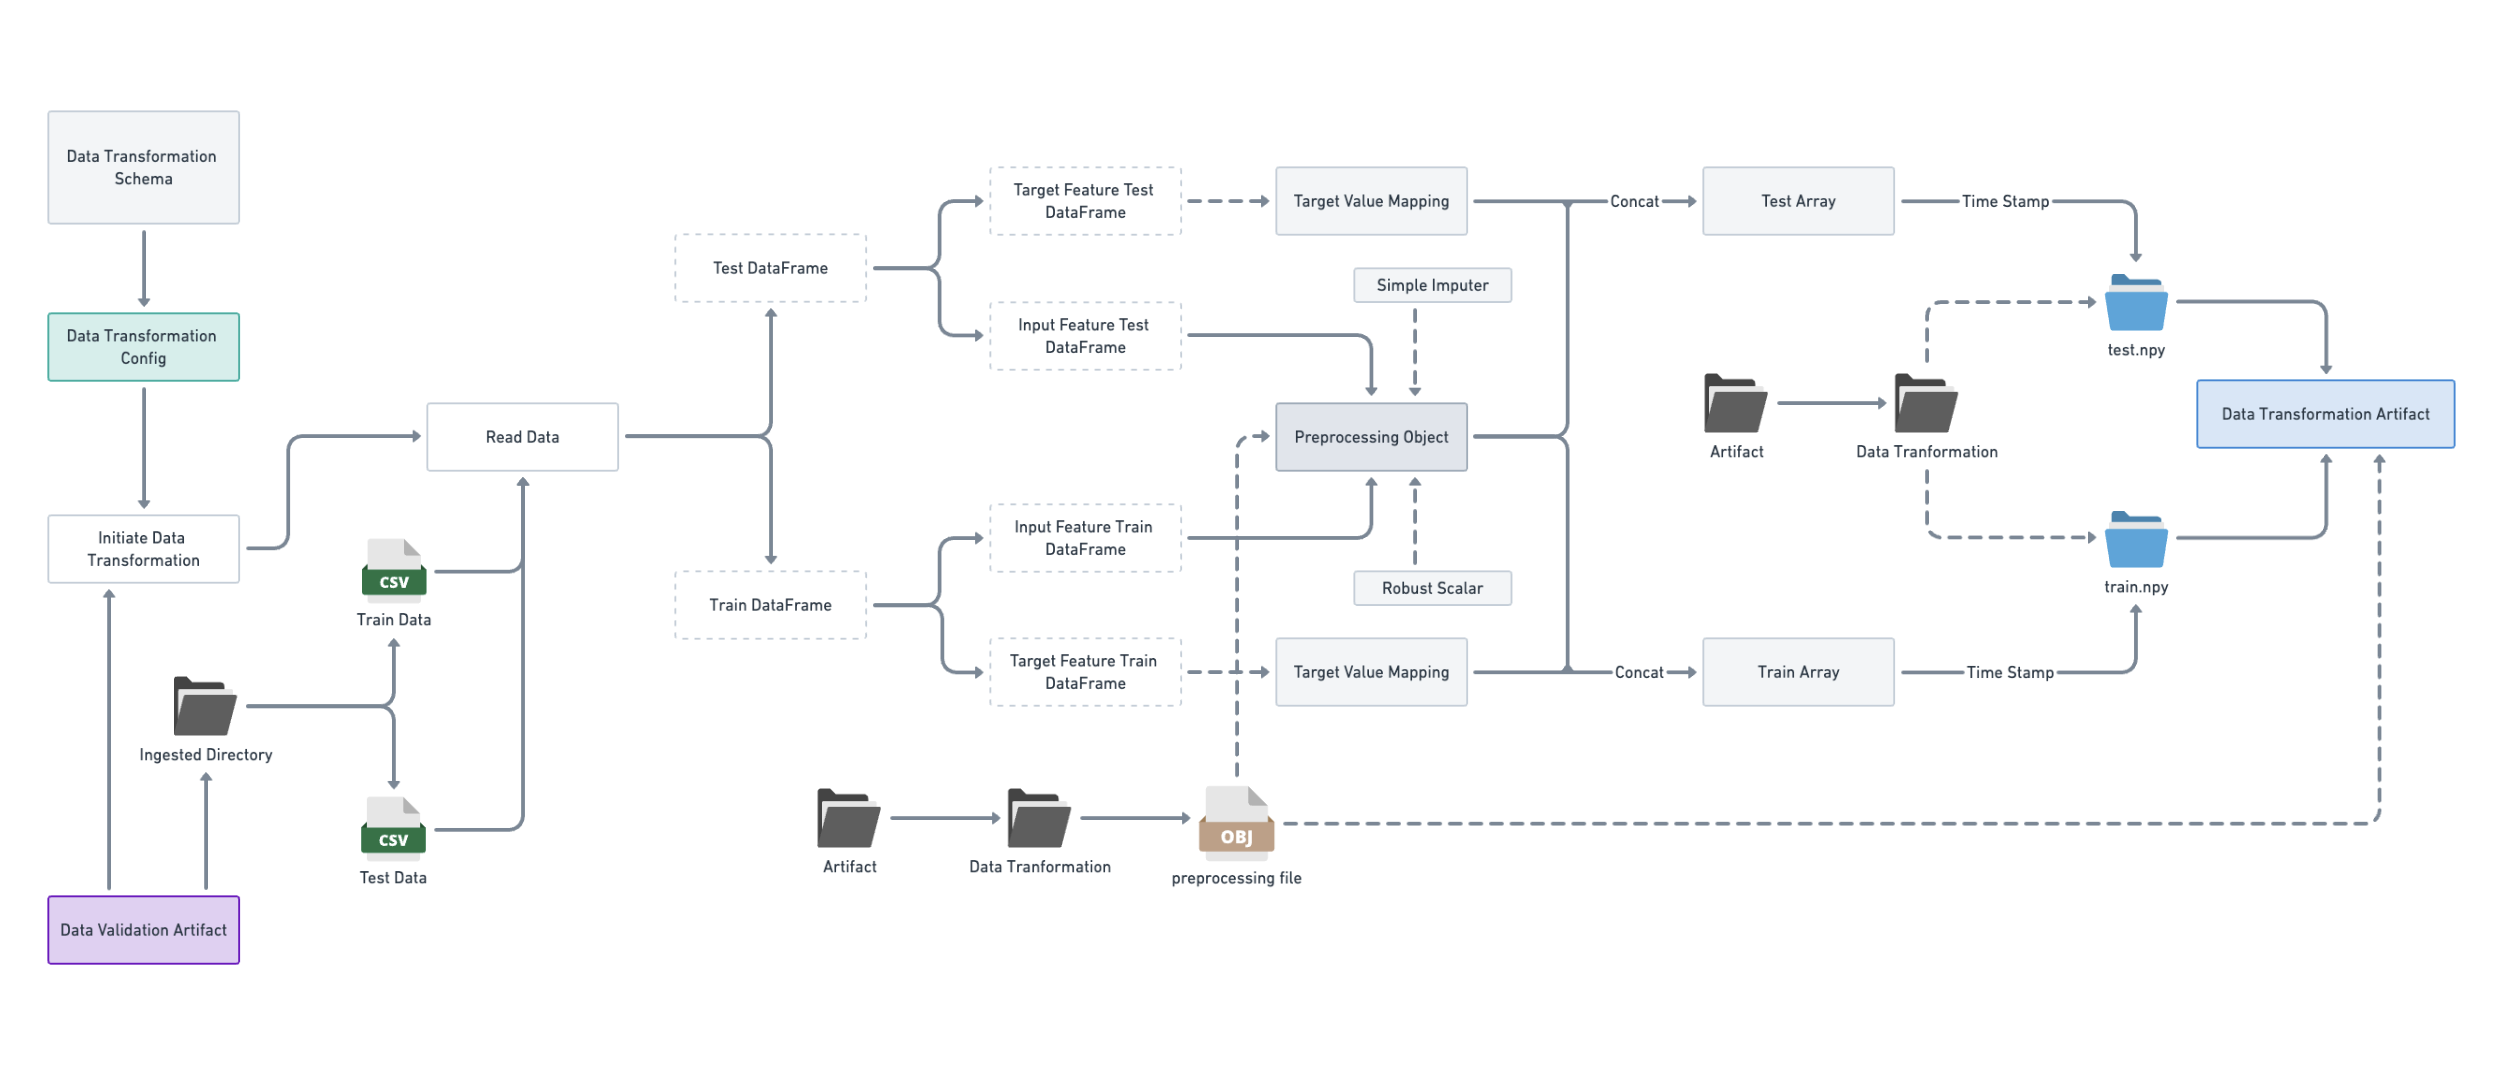 Data Transformation
Schema
Data Transformation
Config
Initiate Data
Transformation
Data Validation Artifact
Ingested Directory
CSV
Train Data
CSV
Test Data
Read Data
Test DataFrame
Train DataFrame
Target Feature Test
DataFrame
Input Feature Test
DataFrame
Input Feature Train
DataFrame
Target Feature Train
DataFrame
Target Value Mapping
Simple Imputer
Preprocessing Object
Robust Scalar
Target Value Mapping
Artifact
Data Tranformation
OBJ
preprocessing file
Concat
Test Array
Time Stamp
test.npy
Artifact
Data Tranformation
train.npy
Concat
Train Array
Time Stamp
Data Transformation Artifact